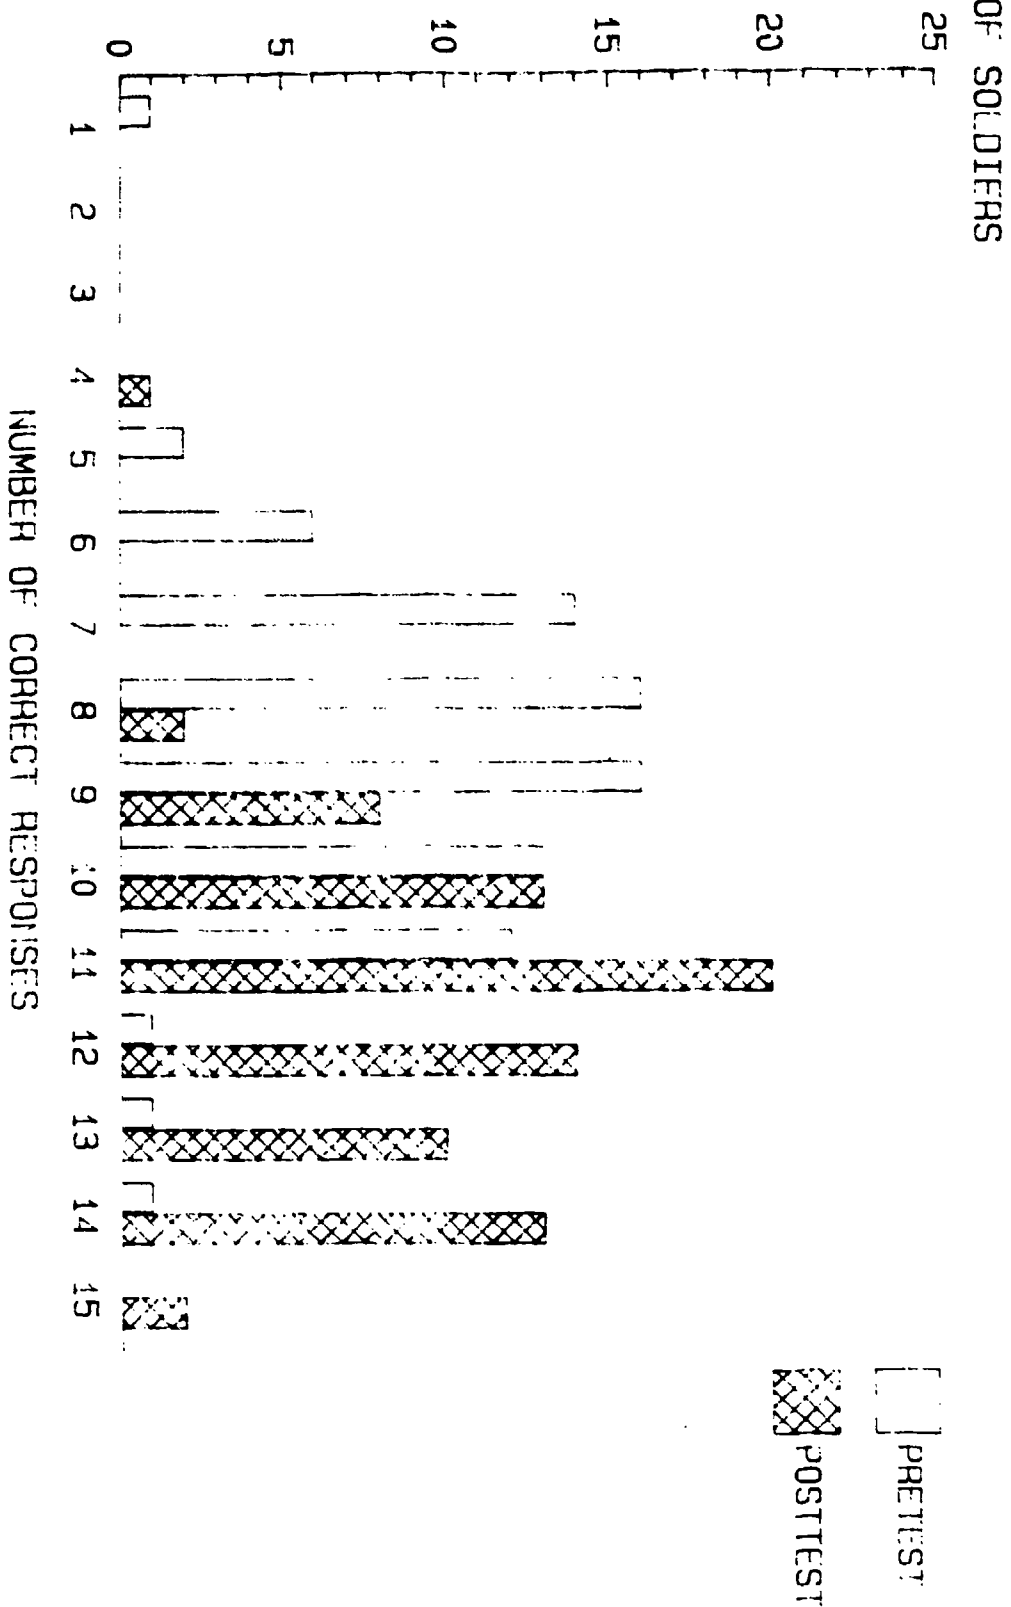 OF SOLDIERS
25
20
15
10
5
0
1 2 3 4 5 6 7 8 9 10 11 12 13 14 15
NUMBER OF CORRECT RESPONSES
PRETEST
POSTTEST